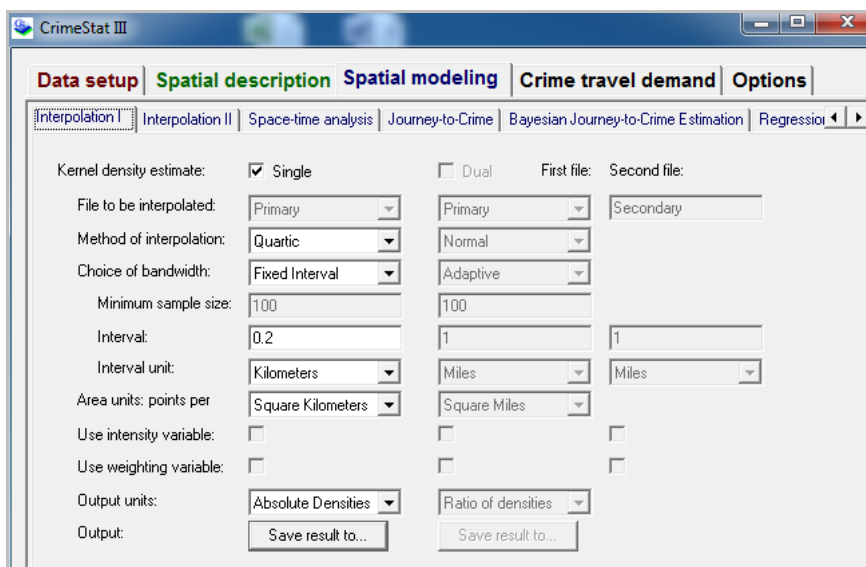 CrimeStat III
Data setup Spatial description Spatial modeling Crime travel demand Options
Interpolation I Interpolation II Space-time analysis Journey-to-Crime Bayesian Journey-to-Crime Estimation
Kernel density estimate: Single Dual First file: Second file:
File to be interpolated: Primary Primary Secondary
Method of interpolation: Quartic Normal
Choice of bandwidth: Fixed Interval Adaptive
Minimum sample size: 100 100
Interval: 0.2 1 1
Interval unit: Kilometers Miles Miles
Area units: points per Square Kilometers Square Miles
Use intensity variable:
Use weighting variable:
Output units: Absolute Densities Ratio of densities
Output: Save result to... Save result to...